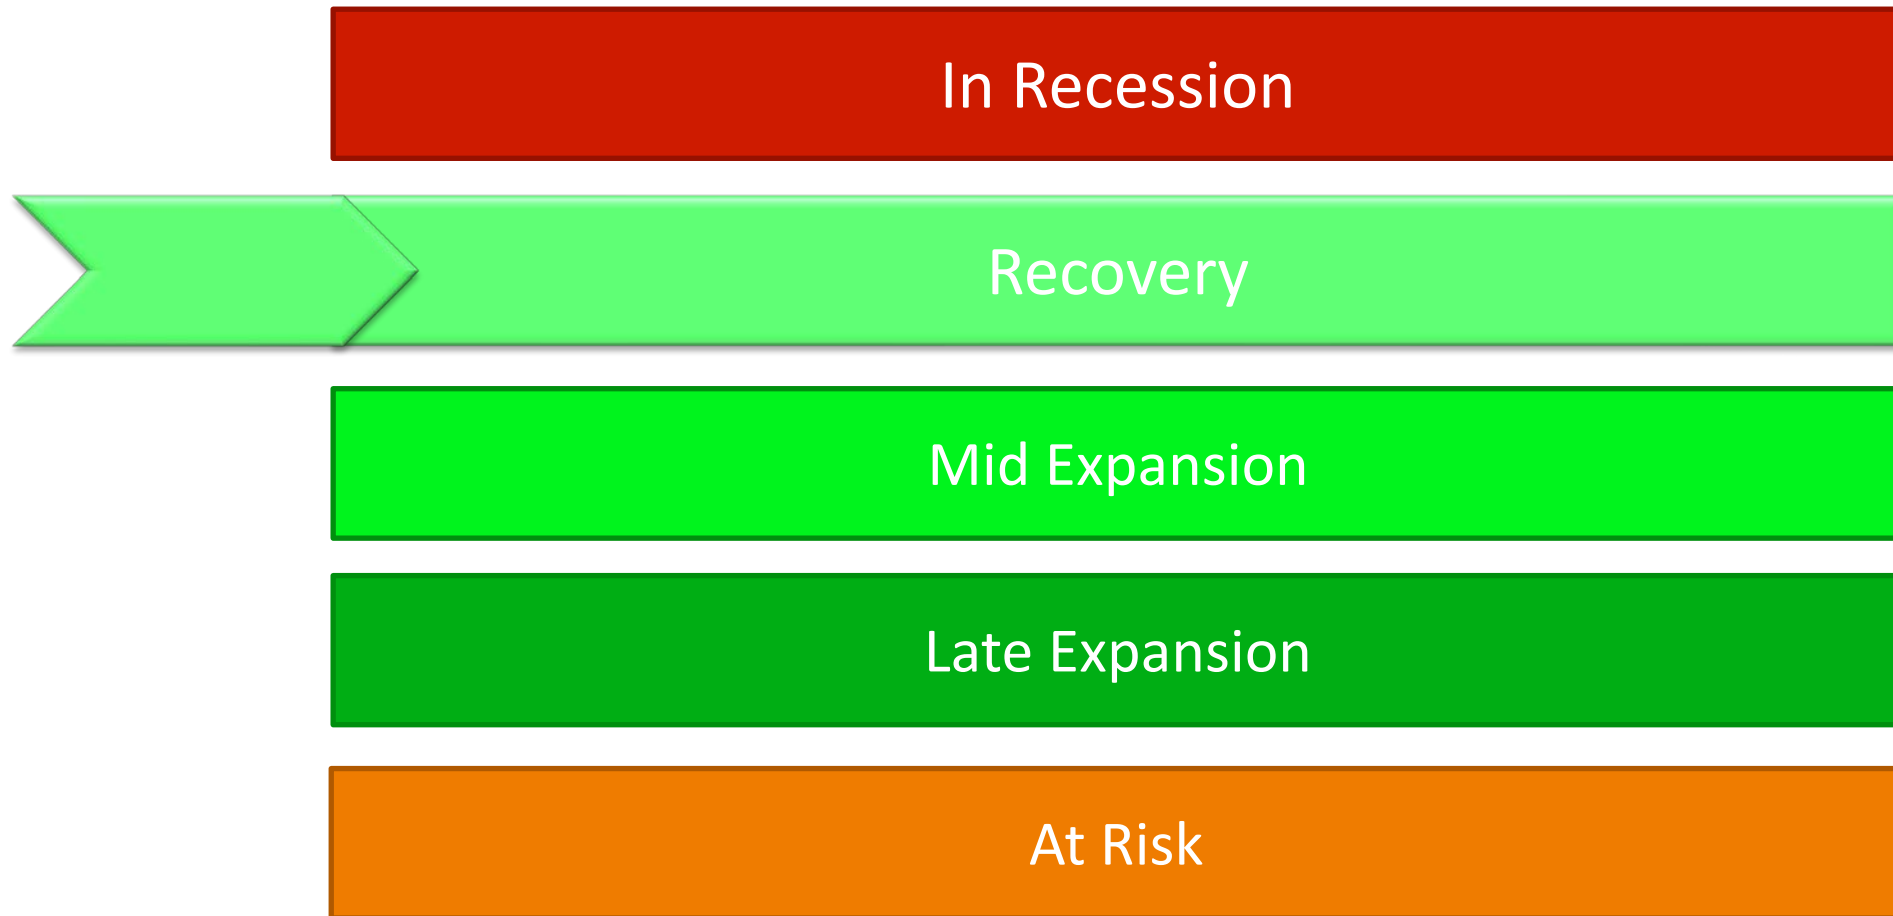 In Recession
Recovery
Mid Expansion
Late Expansion
At Risk